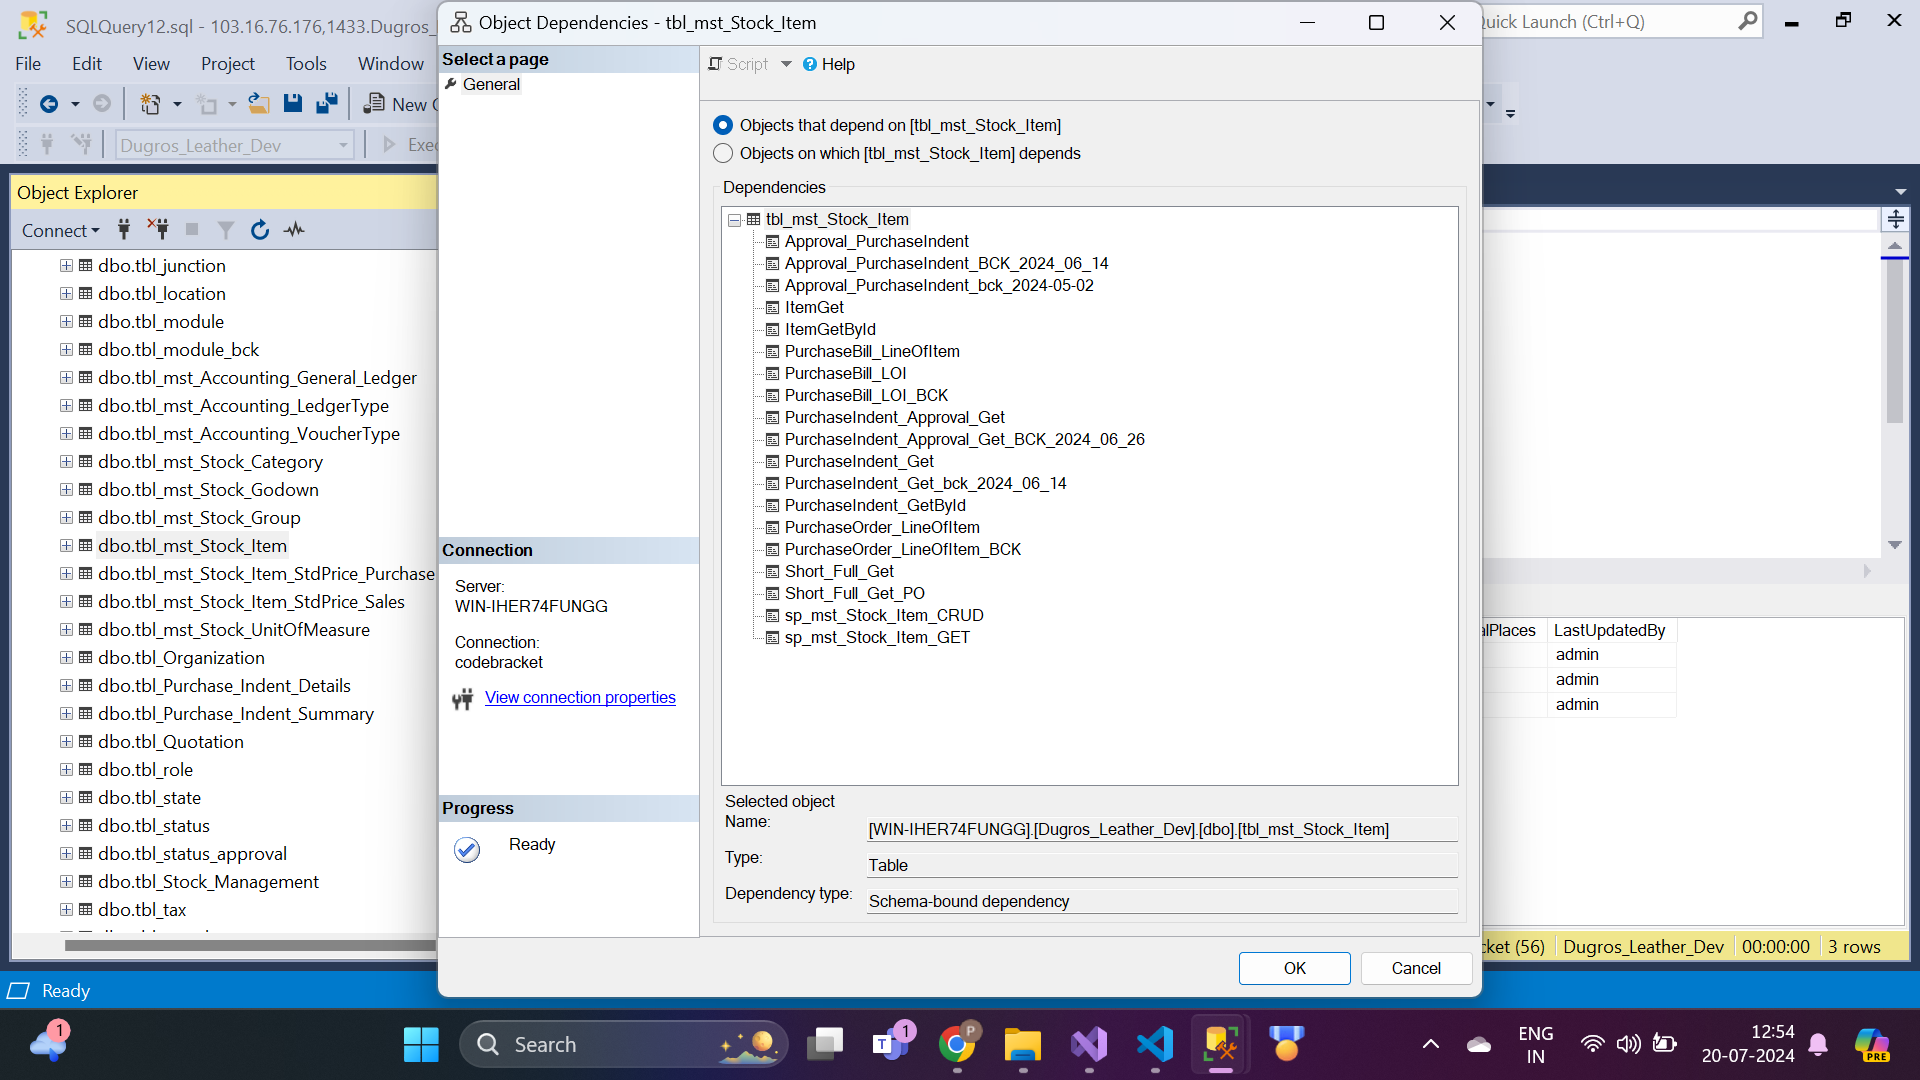 SQLQuery12.sql - 103.16.76.176,1433.Dugros_
Quick Launch (Ctrl+Q)
File Edit View Project Tools Window
New
Dugros_Leather_Dev
Object Explorer
Connect
dbo.tbl_junction
dbo.tbl_location
dbo.tbl_module
dbo.tbl_module_bck
dbo.tbl_mst_Accounting_General_Ledger
dbo.tbl_mst_Accounting_LedgerType
dbo.tbl_mst_Accounting_VoucherType
dbo.tbl_mst_Stock_Category
dbo.tbl_mst_Stock_Godown
dbo.tbl_mst_Stock_Group
dbo.tbl_mst_Stock_Item
dbo.tbl_mst_Stock_Item_StdPrice_Purchase
dbo.tbl_mst_Stock_Item_StdPrice_Sales
dbo.tbl_mst_Stock_UnitOfMeasure
dbo.tbl_Organization
dbo.tbl_Purchase_Indent_Details
dbo.tbl_Purchase_Indent_Summary
dbo.tbl_Quotation
dbo.tbl_role
dbo.tbl_state
dbo.tbl_status
dbo.tbl_status_approval
dbo.tbl_Stock_Management
dbo.tbl_tax
Object Dependencies - tbl_mst_Stock_Item
Select a page
General
Script Help
Objects that depend on [tbl_mst_Stock_Item]
Objects on which [tbl_mst_Stock_Item] depends
Dependencies
tbl_mst_Stock_Item
Approval_PurchaseIndent
Approval_PurchaseIndent_BCK_2024_06_14
Approval_PurchaseIndent_bck_2024-05-02
ItemGet
ItemGetById
PurchaseBill_LineOfItem
PurchaseBill_LOI
PurchaseBill_LOI_BCK
PurchaseIndent_Approval_Get
PurchaseIndent_Approval_Get_BCK_2024_06_26
PurchaseIndent_Get
PurchaseIndent_Get_bck_2024_06_14
PurchaseIndent_GetById
PurchaseOrder_LineOfItem
PurchaseOrder_LineOfItem_BCK
Short_Full_Get
Short_Full_Get_PO
sp_mst_Stock_Item_CRUD
sp_mst_Stock_Item_GET
Connection
Server:
WIN-IHER74FUNGG
Connection:
codebracket
View connection properties
Progress
Ready
Selected object
Name: [WIN-IHER74FUNGG].[Dugros_Leather_Dev].[dbo].[tbl_mst_Stock_Item]
Type: Table
Dependency type: Schema-bound dependency
OK Cancel
alPlaces LastUpdatedBy
admin
admin
admin
cket (56) Dugros_Leather_Dev 00:00:00 3 rows
Ready
1
Search
T
1
P
ENG
IN
12:54
20-07-2024
PRE